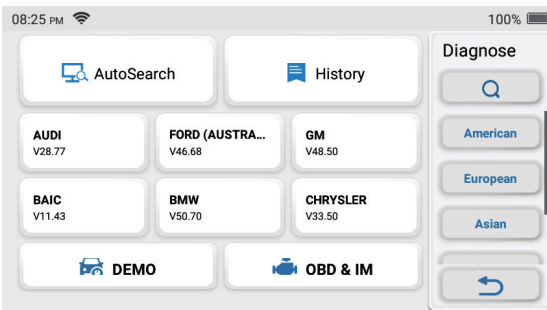 08:25 PM
100%
AutoSearch
History
AUDI
V28.77
FORD (AUSTRA...
V46.68
GM
V48.50
BAIC
V11.43
BMW
V50.70
CHRYSLER
V33.50
DEMO
OBD & IM
Diagnose
American
European
Asian